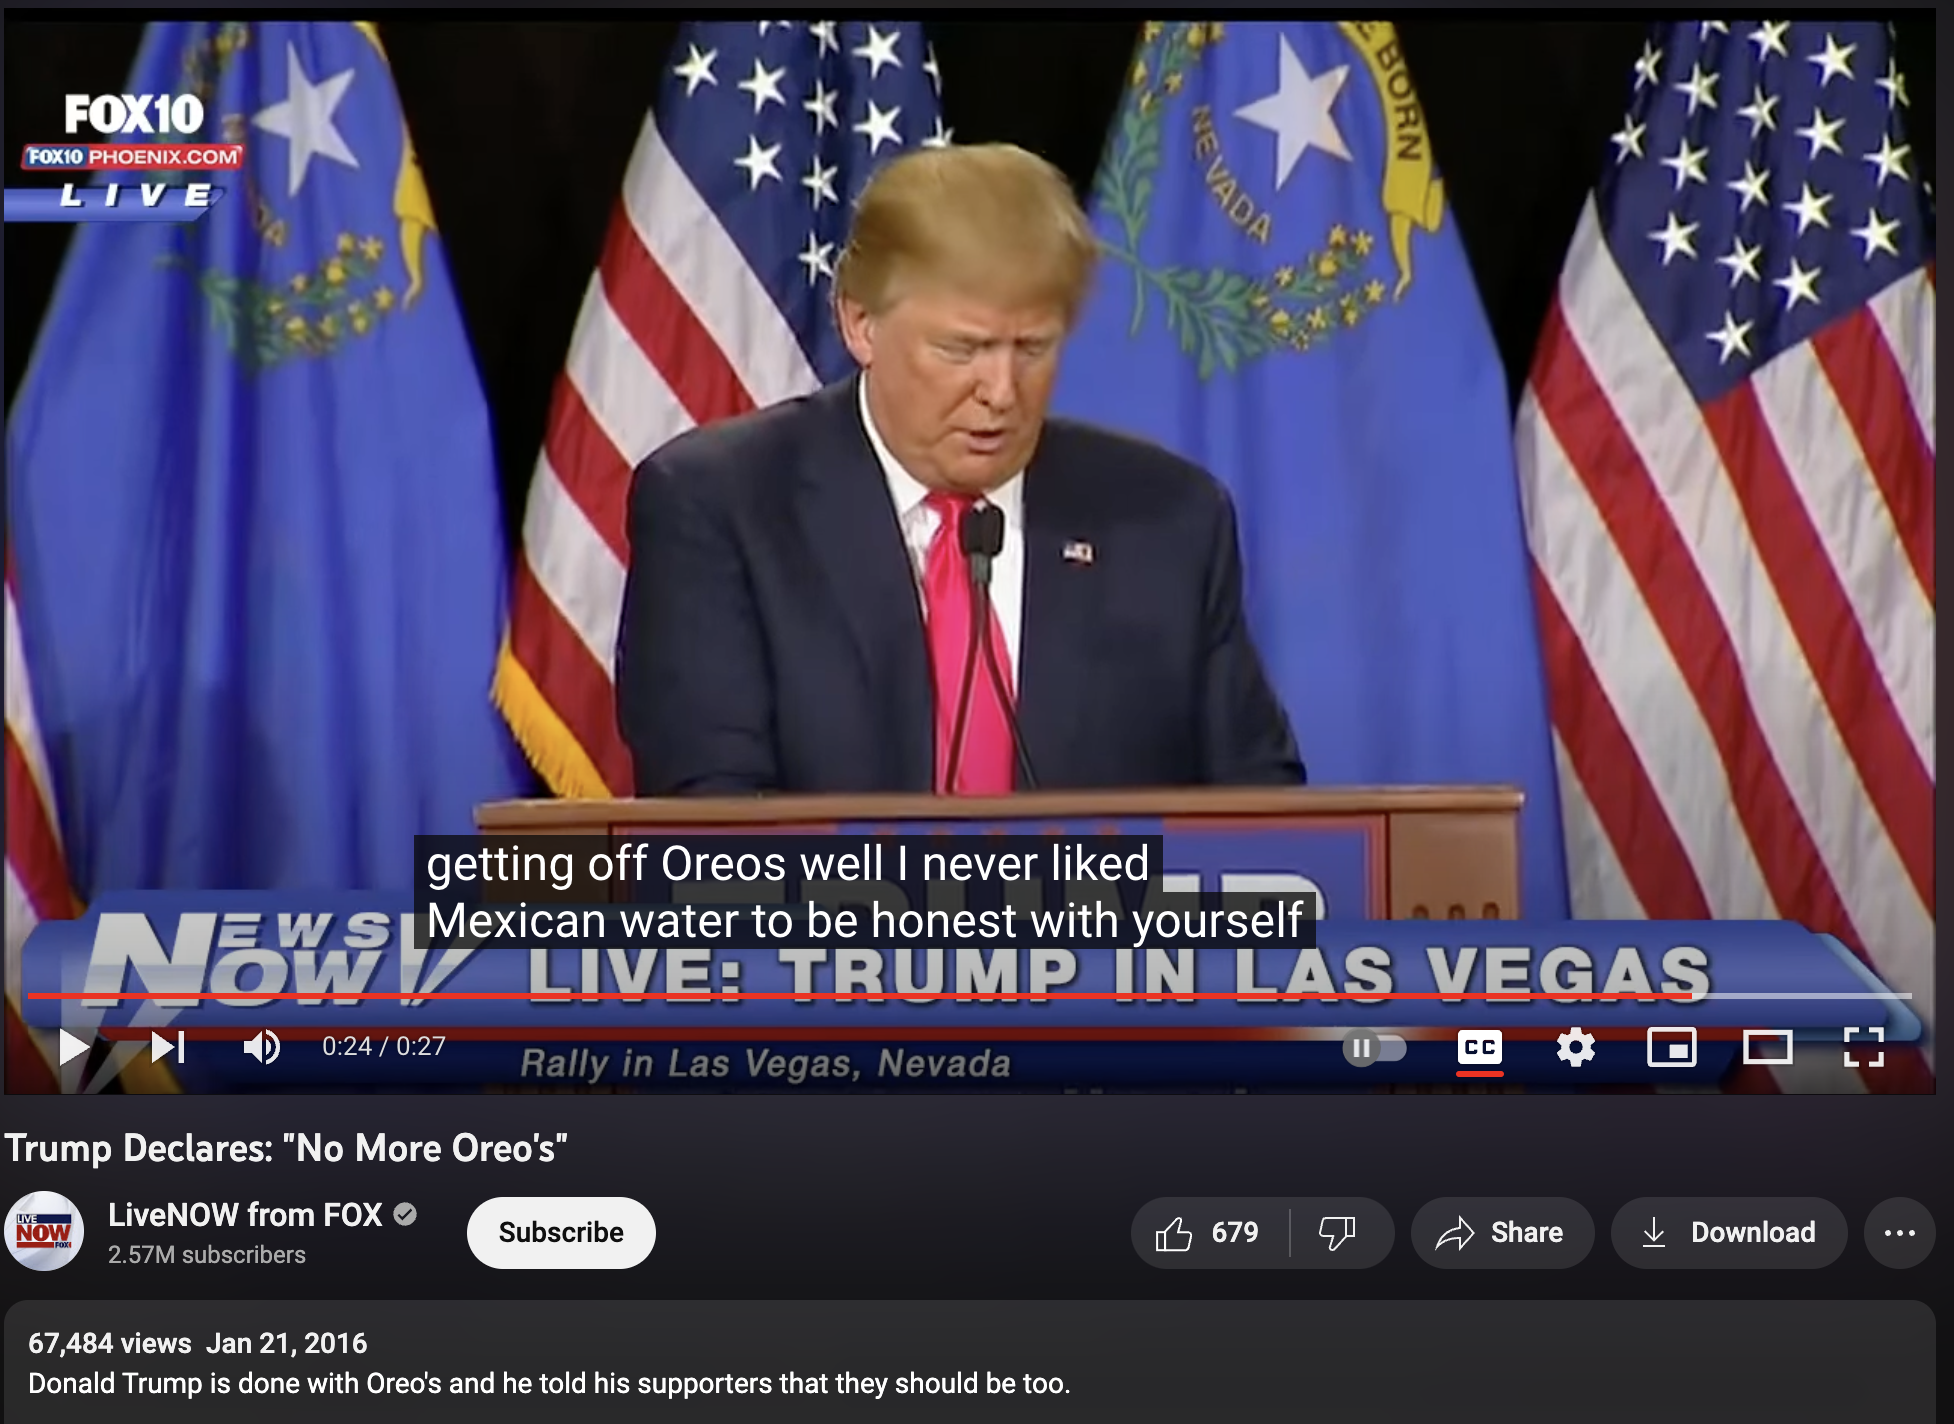 FOX10
FOX10 PHOENIX.COM
LIVE
NEVADA
BORN
getting off Oreos well I never liked
Mexican water to be honest with yourself
NEWS
NOW
LIVE: TRUMP IN LAS VEGAS
0:24 / 0:27
CC
Rally in Las Vegas, Nevada
Trump Declares: "No More Oreo's"
LIVE
NOW
FOX
LiveNOW from FOX
2.57M subscribers
Subscribe
679
Share
Download
67,484 views Jan 21, 2016
Donald Trump is done with Oreo's and he told his supporters that they should be too.